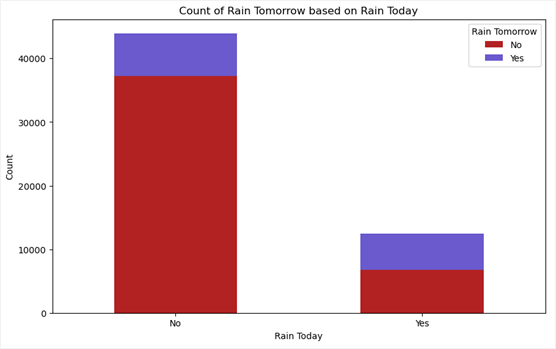 Count of Rain Tomorrow based on Rain Today
Rain Tomorrow
No
Yes
40000
30000
20000
10000
0
Count
No
Yes
Rain Today